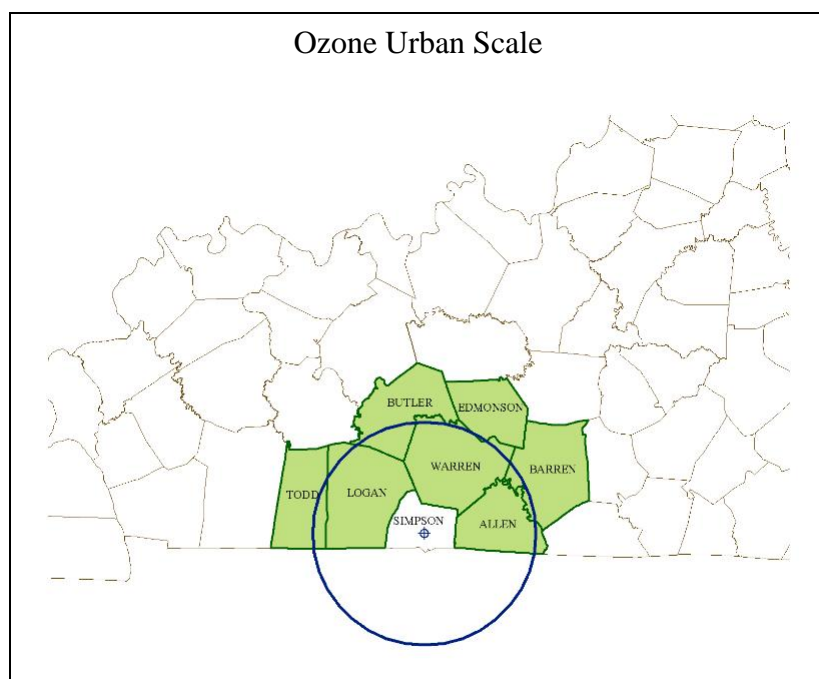 Ozone Urban Scale
BUTLER
EDMONSON
WARREN
BARREN
TODD
LOGAN
SIMPSON
ALLEN